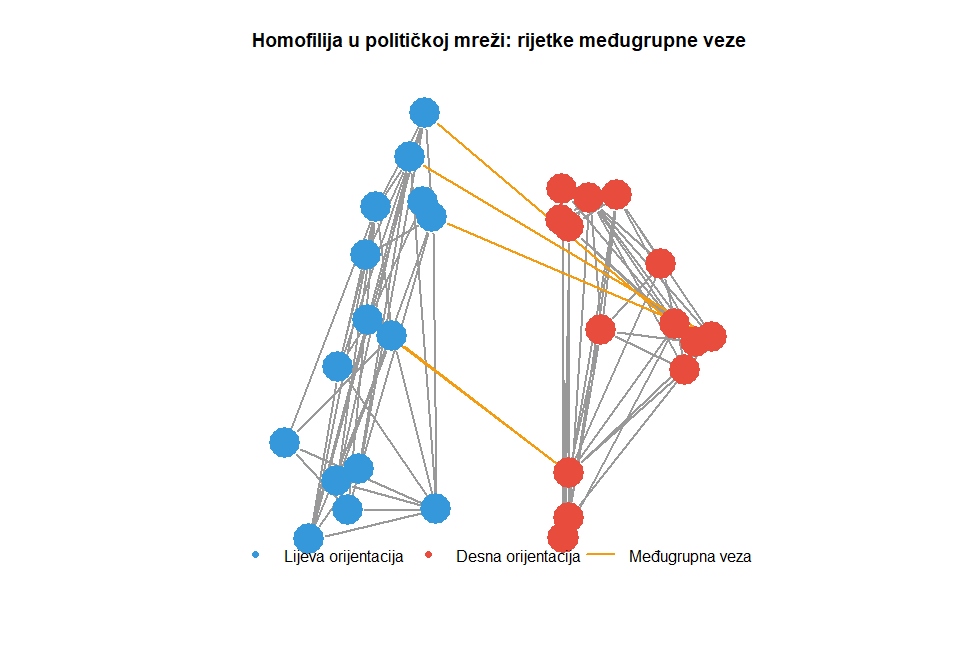 Homofilija u političkoj mreži: rijetke međugrupne veze
Lijeva orijentacija Desna orijentacija Međugrupna veza